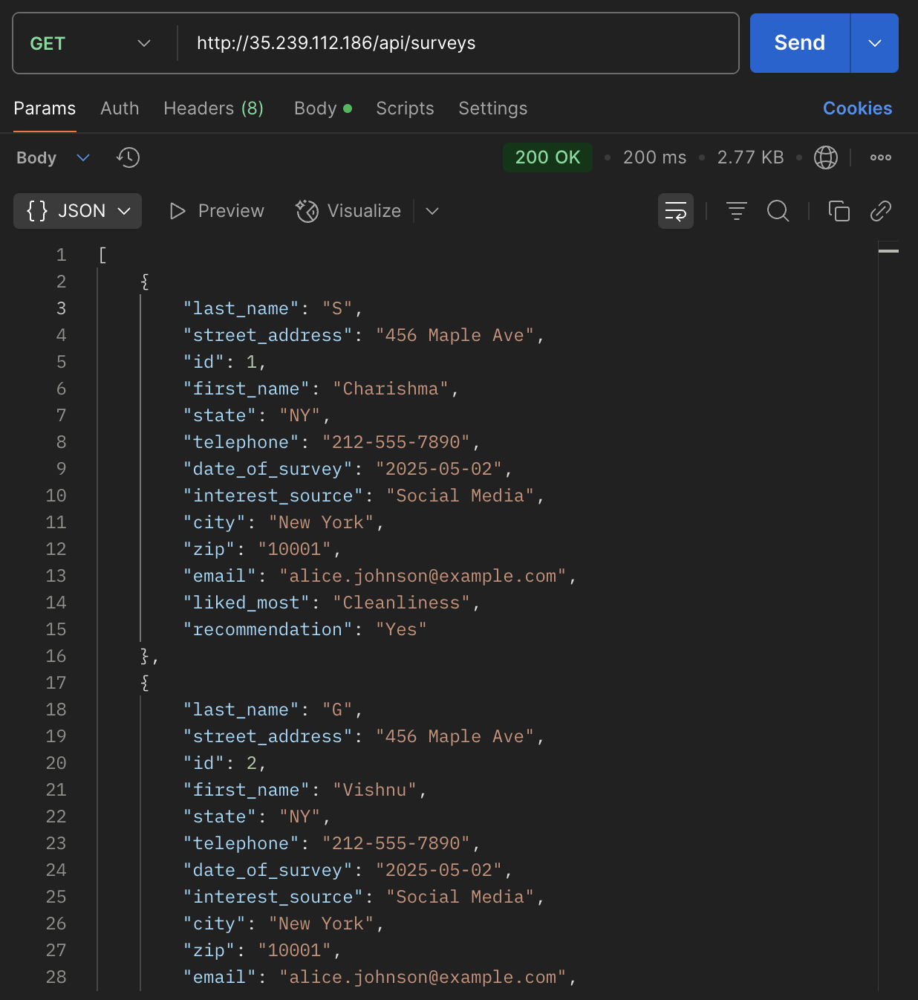 GET http://35.239.112.186/api/surveys Send
Params Auth Headers (8) Body Scripts Settings Cookies
Body 200 OK 200 ms 2.77 KB
{} JSON Preview Visualize
1 [
2 {
3 "last_name": "S",
4 "street_address": "456 Maple Ave",
5 "id": 1,
6 "first_name": "Charishma",
7 "state": "NY",
8 "telephone": "212-555-7890",
9 "date_of_survey": "2025-05-02",
10 "interest_source": "Social Media",
11 "city": "New York",
12 "zip": "10001",
13 "email": "alice.johnson@example.com",
14 "liked_most": "Cleanliness",
15 "recommendation": "Yes"
16 },
17 {
18 "last_name": "G",
19 "street_address": "456 Maple Ave",
20 "id": 2,
21 "first_name": "Vishnu",
22 "state": "NY",
23 "telephone": "212-555-7890",
24 "date_of_survey": "2025-05-02",
25 "interest_source": "Social Media",
26 "city": "New York",
27 "zip": "10001",
28 "email": "alice.johnson@example.com",